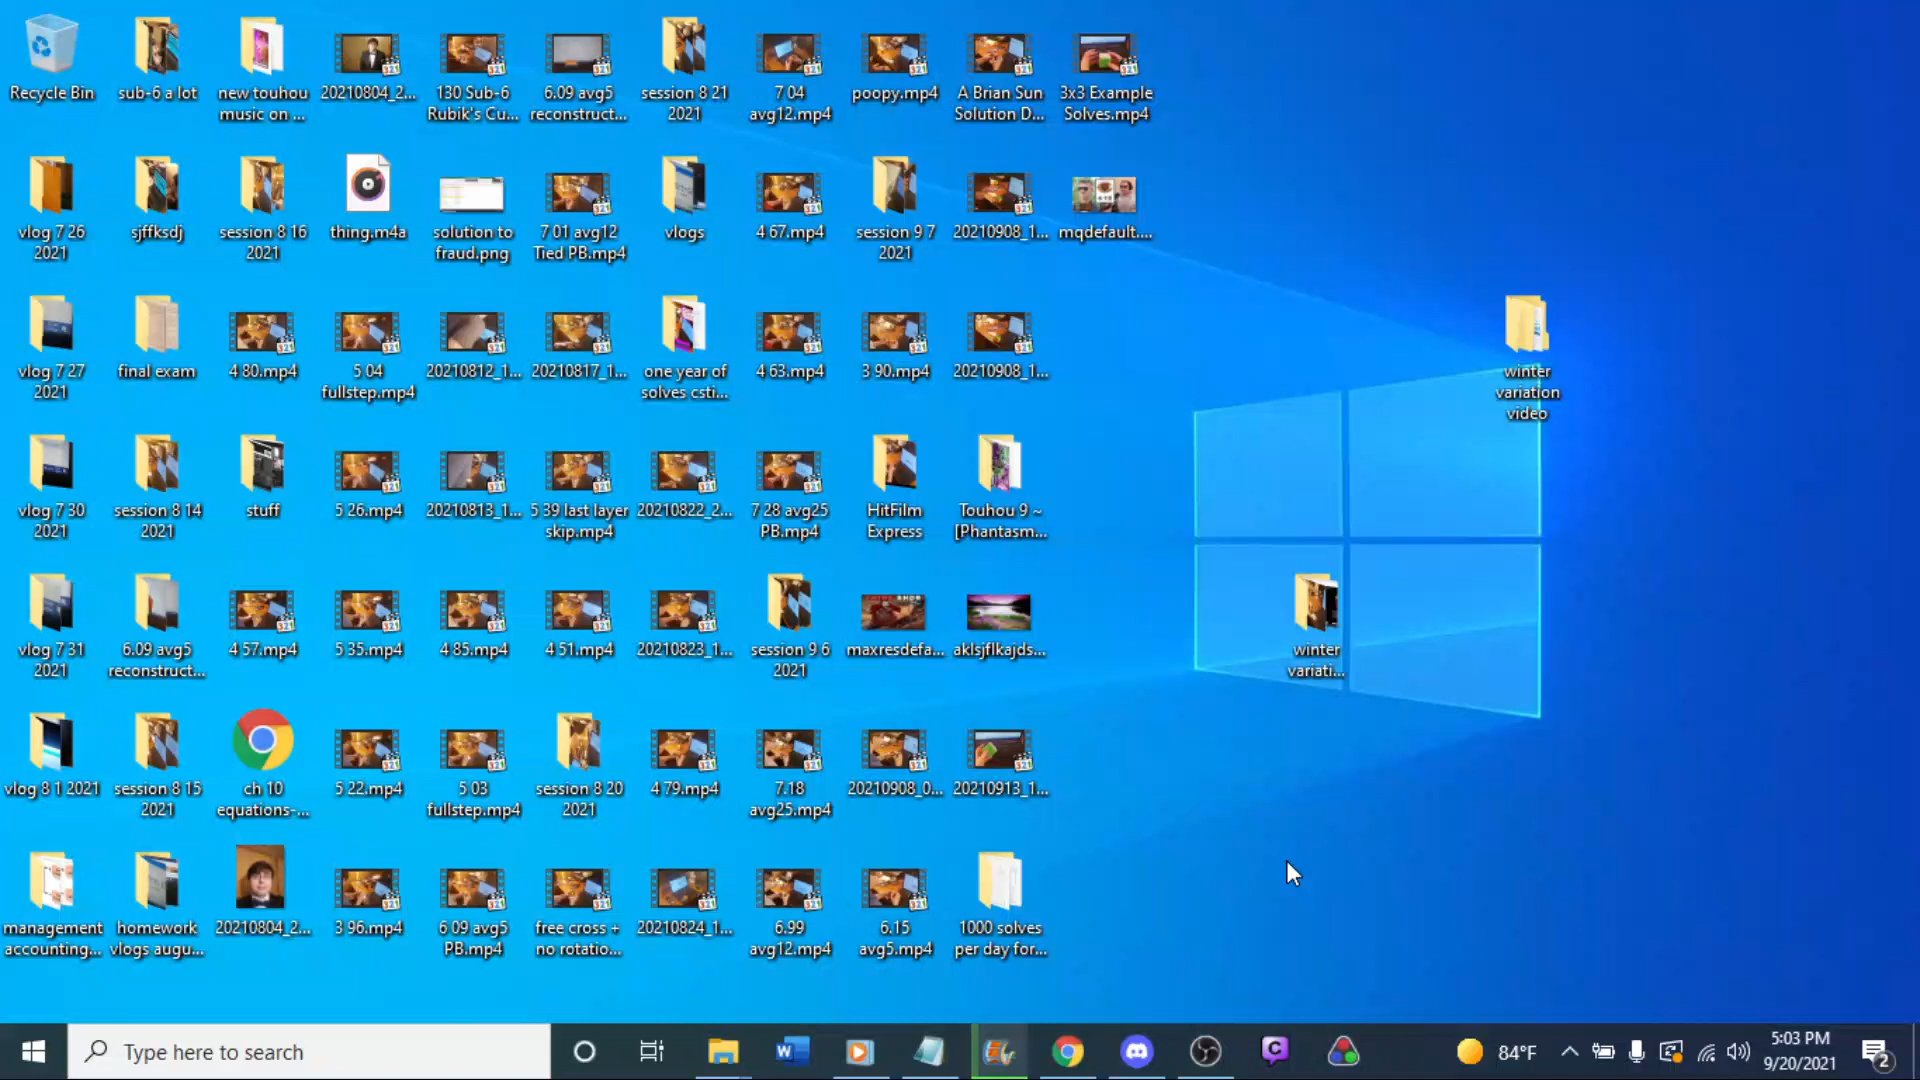 Recycle Bin
sub-6 a lot
new touhou
music on ...
20210804_2...
130 Sub-6
Rubik's Cu...
6.09 avg5
reconstruct...
session 8 21
2021
7 04
avg12.mp4
poopy.mp4
A Brian Sun
Solution D...
3x3 Example
Solves.mp4
vlog 7 26
2021
sjffksdj
session 8 16
2021
thing.m4a
solution to
fraud.png
7 01 avg12
Tied PB.mp4
vlogs
4 67.mp4
session 9 7
2021
20210908_1...
mqdefault....
vlog 7 27
2021
final exam
4 80.mp4
5 04
fullstep.mp4
20210812_1...
20210817_1...
one year of
solves csti...
4 63.mp4
3 90.mp4
20210908_1...
winter
variation
video
vlog 7 30
2021
session 8 14
2021
stuff
5 26.mp4
20210813_1...
5 39 last layer
skip.mp4
20210822_2...
7 28 avg25
PB.mp4
HitFilm
Express
Touhou 9 ~
[Phantasm...
vlog 7 31
2021
6.09 avg5
reconstruct...
4 57.mp4
5 35.mp4
4 85.mp4
4 51.mp4
20210823_1...
session 9 6
2021
maxresdefa...
aklsjflkajds...
winter
variati...
vlog 8 1 2021
session 8 15
2021
ch 10
equations-...
5 22.mp4
5 03
fullstep.mp4
session 8 20
2021
4 79.mp4
7.18
avg25.mp4
20210908_0...
20210913_1...
management
accounting...
homework
vlogs augu...
20210804_2...
3 96.mp4
6 09 avg5
PB.mp4
free cross +
no rotatio...
20210824_1...
6.99
avg12.mp4
6.15
avg5.mp4
1000 solves
per day for...
Type here to search
84°F
5:03 PM
9/20/2021
2